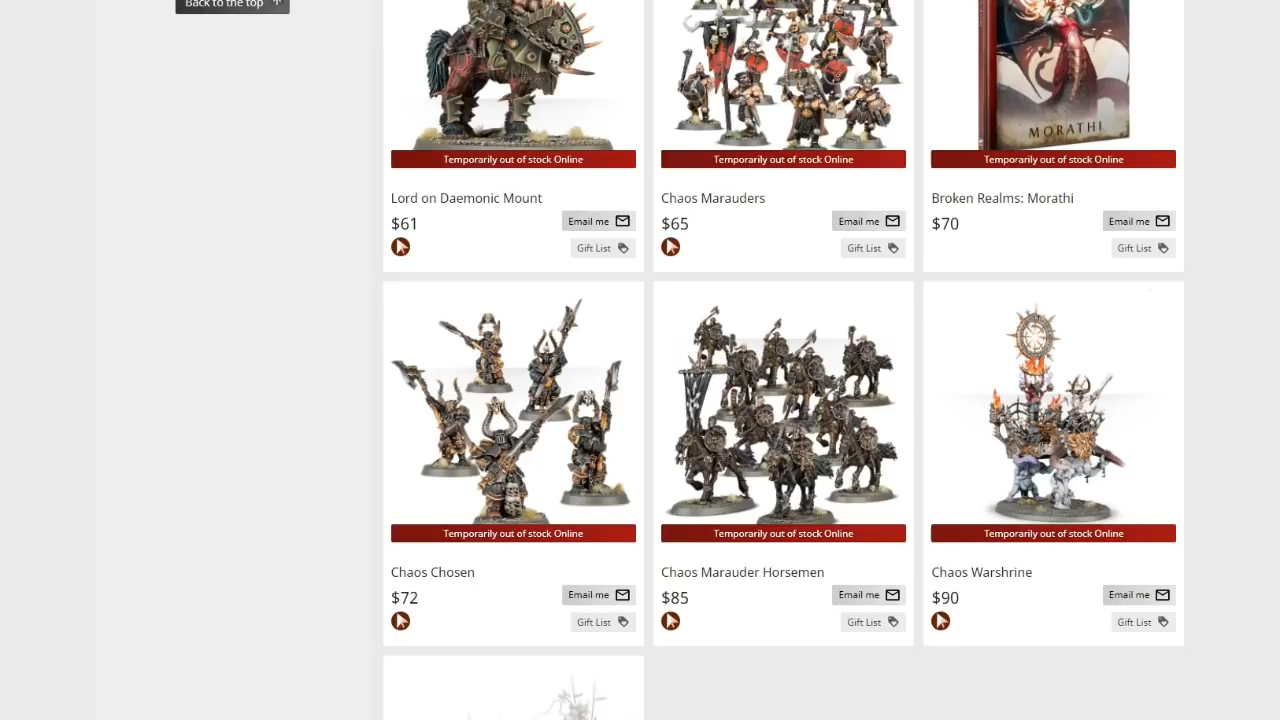 Back to the top
MORATHI
Temporarily out of stock Online
Temporarily out of stock Online
Temporarily out of stock Online
Lord on Daemonic Mount
Chaos Marauders
Broken Realms: Morathi
$61
Email me
$65
Email me
$70
Email me
Gift List
Gift List
Gift List
Temporarily out of stock Online
Temporarily out of stock Online
Temporarily out of stock Online
Chaos Chosen
Chaos Marauder Horsemen
Chaos Warshrine
$72
Email me
$85
Email me
$90
Email me
Gift List
Gift List
Gift List